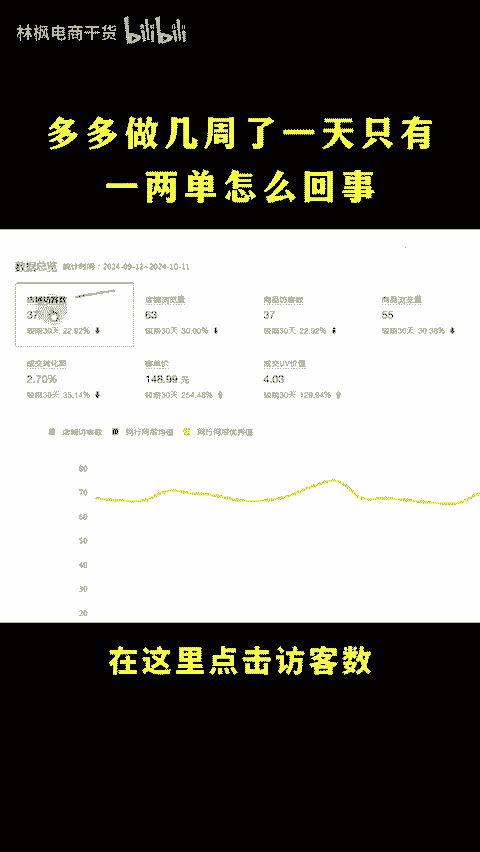 林枫电商干货 bilibili
多多做几周了一天只有
一两单怎么回事
数据总览 统计时间：2024-09-12~2024-10-11
店铺访客数 店铺浏览量 商品访客数 商品浏览量
37 63 37 55
较前30天 22.92% 较前30天 30.00% 较前30天 22.92% 较前30天 30.38%
成交转化率 客单价 成交UV价值
2.70% 148.99 元 4.03
较前30天 35.14% 较前30天 254.48% 较前30天 129.94%
店铺访客数 同行同层均值 同行同层优秀值
80
70
60
50
40
30
20
在这里点击访客数